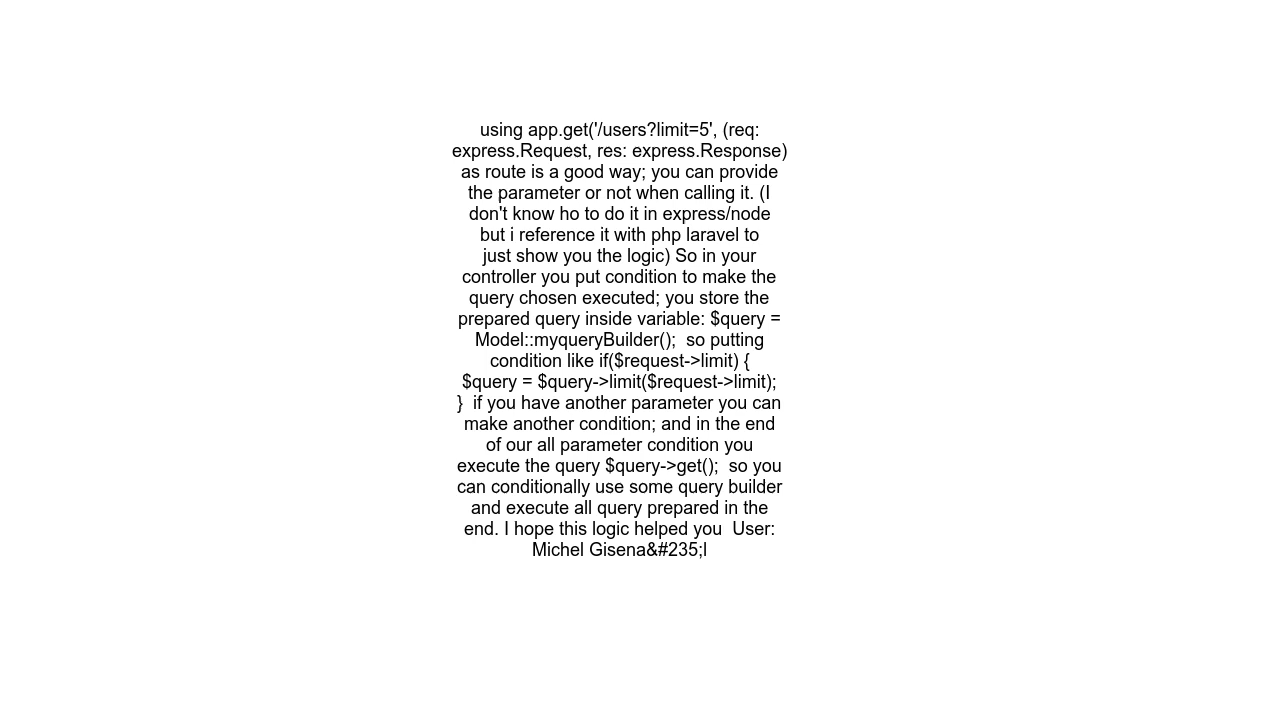 using app.get('/users?limit=5', (req:
express.Request, res: express.Response)
as route is a good way; you can provide
the parameter or not when calling it. (I
don't know ho to do it in express/node
but i reference it with php laravel to
just show you the logic) So in your
controller you put condition to make the
query chosen executed; you store the
prepared query inside variable: $query =
Model::myqueryBuilder();  so putting
condition like if($request->limit) {
$query = $query->limit($request->limit);
}  if you have another parameter you can
make another condition; and in the end
of our all parameter condition you
execute the query $query->get();  so you
can conditionally use some query builder
and execute all query prepared in the
end. I hope this logic helped you  User:
Michel Gisena&#235;l